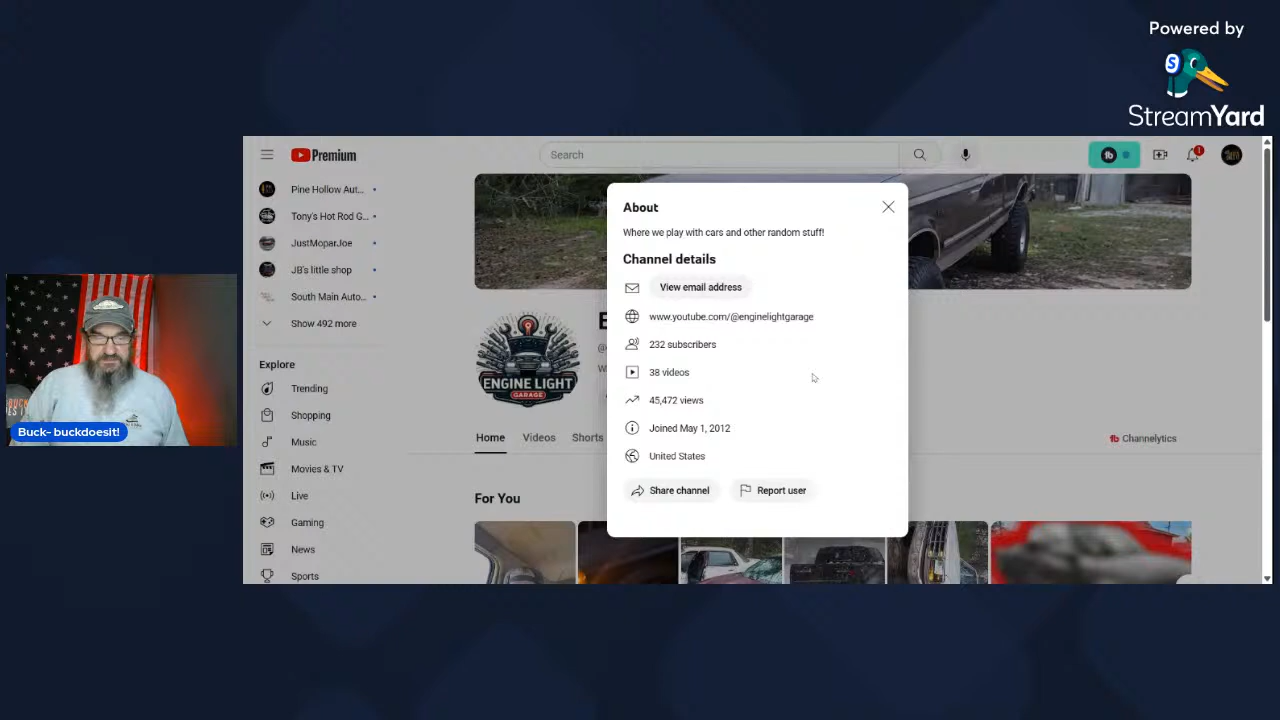 Powered by
StreamYard
Premium
Search
1
Pine Hollow Aut...
Tony's Hot Rod G...
JustMoparJoe
JB's little shop
South Main Auto...
Show 492 more
Explore
Trending
Shopping
Music
Movies & TV
Live
Gaming
News
Sports
About
Where we play with cars and other random stuff!
Channel details
View email address
www.youtube.com/@enginelightgarage
232 subscribers
38 videos
45,472 views
Joined May 1, 2012
United States
Share channel
Report user
ENGINE LIGHT
GARAGE
Home
Videos
Shorts
Channelytics
For You
Buck- buckdoesit!